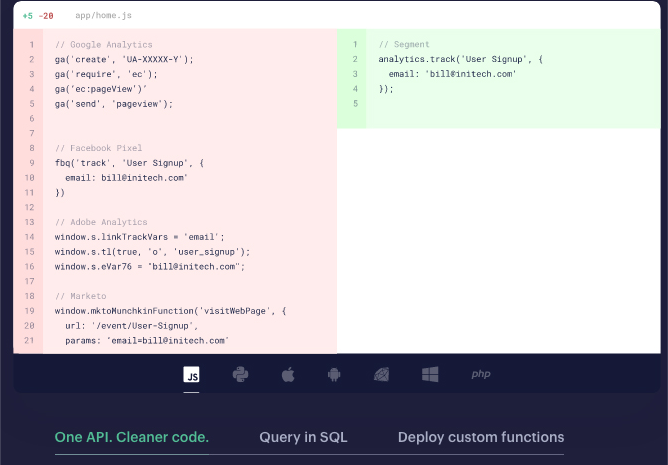 +5 -20 app/home.js
1 // Google Analytics
2 ga('create', 'UA-XXXXX-Y');
3 ga('require', 'ec');
4 ga('ec:pageView')'
5 ga('send', 'pageview');
6
7
8 // Facebook Pixel
9 fbq('track', 'User Signup', {
10 email: bill@initech.com'
11 })
12
13 // Adobe Analytics
14 window.s.linkTrackVars = 'email';
15 window.s.tl(true, 'o', 'user_signup');
16 window.s.eVar76 = "bill@initech.com";
17
18 // Marketo
19 window.mktoMunchkinFunction('visitWebPage', {
20 url: '/event/User-Signup',
21 params: 'email=bill@initech.com'
1 // Segment
2 analytics.track('User Signup', {
3 email: 'bill@initech.com'
4 });
5
JS php
One API. Cleaner code. Query in SQL Deploy custom functions